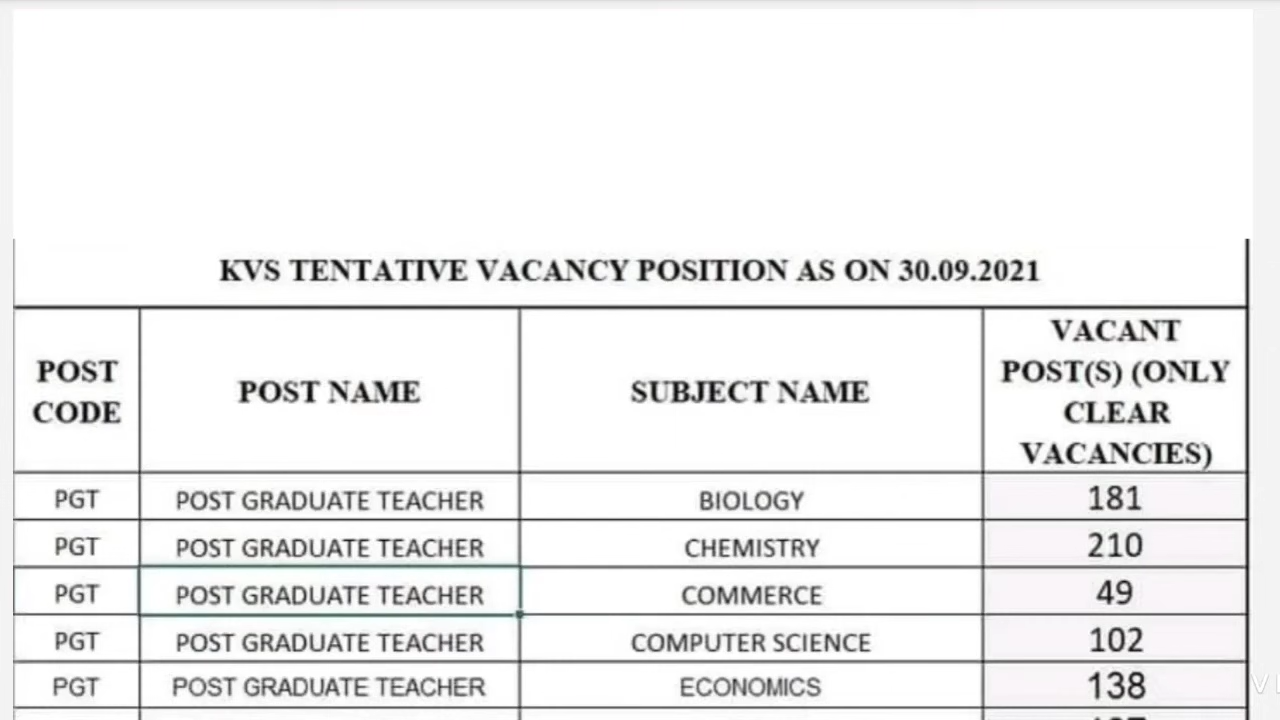 KVS TENTATIVE VACANCY POSITION AS ON 30.09.2021
POST CODE POST NAME SUBJECT NAME VACANT POST(S) (ONLY CLEAR VACANCIES)
PGT POST GRADUATE TEACHER BIOLOGY 181
PGT POST GRADUATE TEACHER CHEMISTRY 210
PGT POST GRADUATE TEACHER COMMERCE 49
PGT POST GRADUATE TEACHER COMPUTER SCIENCE 102
PGT POST GRADUATE TEACHER ECONOMICS 138